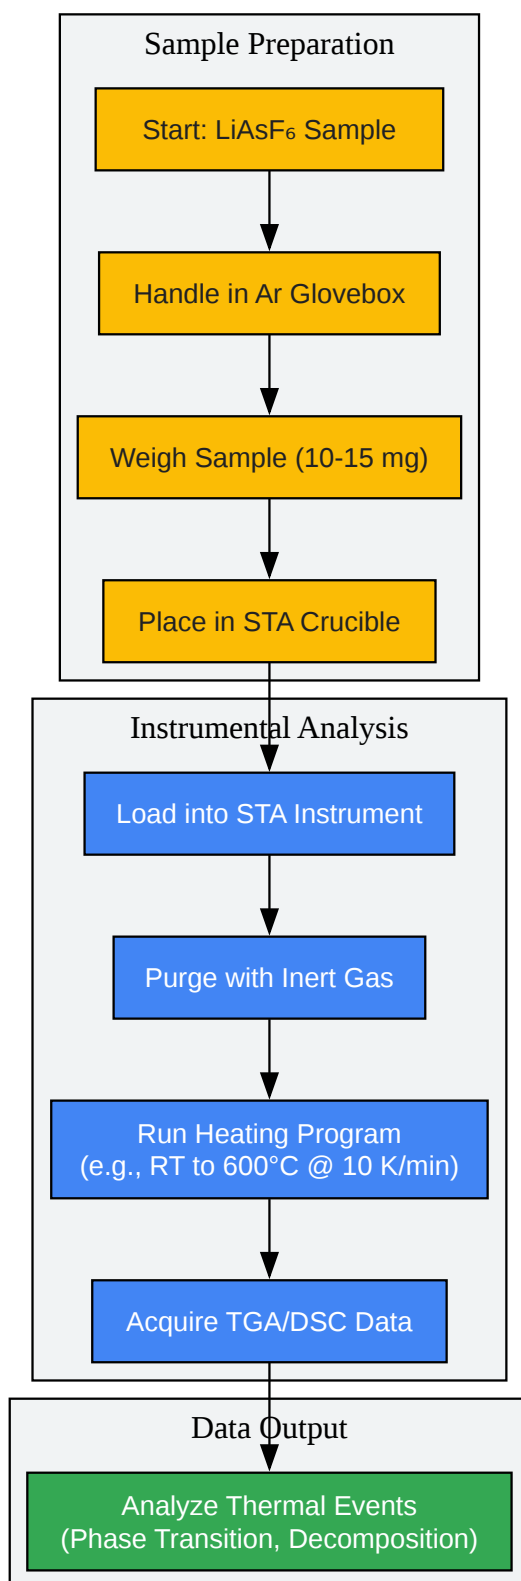 Sample Preparation
Start: LiAsF₆ Sample
Handle in Ar Glovebox
Weigh Sample (10-15 mg)
Place in STA Crucible
Instrumental Analysis
Load into STA Instrument
Purge with Inert Gas
Run Heating Program
(e.g., RT to 600°C @ 10 K/min)
Acquire TGA/DSC Data
Data Output
Analyze Thermal Events
(Phase Transition, Decomposition)